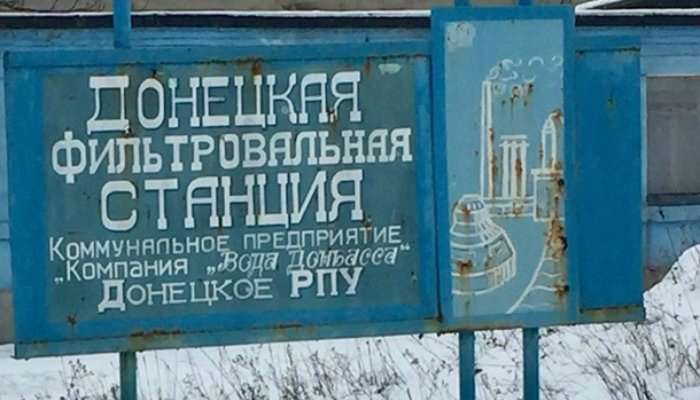 ДОНЕЦКАЯ
ФИЛЬТРОВАЛЬНАЯ
СТАНЦИЯ
КОММУНАЛЬНОЕ ПРЕДПРИЯТИЕ
„КОМПАНИЯ „Вода Донбасса“
ДОНЕЦКОЕ РПУ